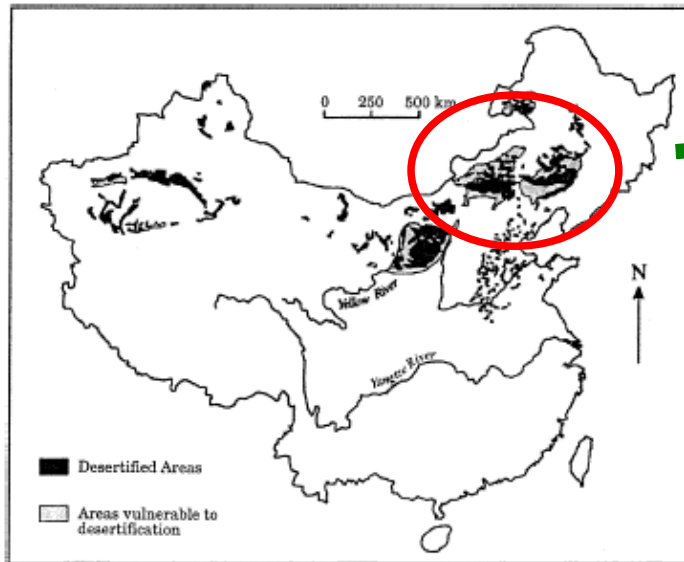 0 250 500 km
N
Yellow River
Yangtze River
Desertified Areas
Areas vulnerable to
desertification